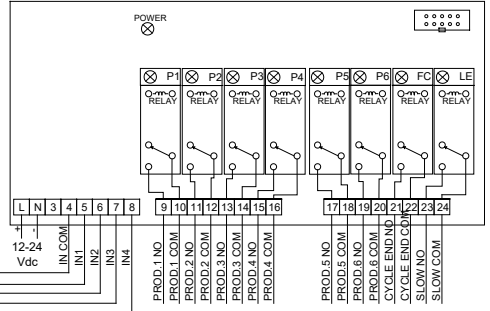 POWER
P1 P2 P3 P4 P5 P6 FC LE
RELAY RELAY RELAY RELAY RELAY RELAY RELAY RELAY
L N 3 4 5 6 7 8 9 10 11 12 13 14 15 16 17 18 19 20 21 22 23 24
+ -
12-24
Vdc
IN COM
IN1
IN2
IN3
IN4
PROD.1 NO
PROD.1 COM
PROD.2 NO
PROD.2 COM
PROD.3 NO
PROD.3 COM
PROD.4 NO
PROD.4 COM
PROD.5 NO
PROD.5 COM
PROD.6 NO
PROD.6 COM
CYCLE END NO
CYCLE END COM
SLOW NO
SLOW COM